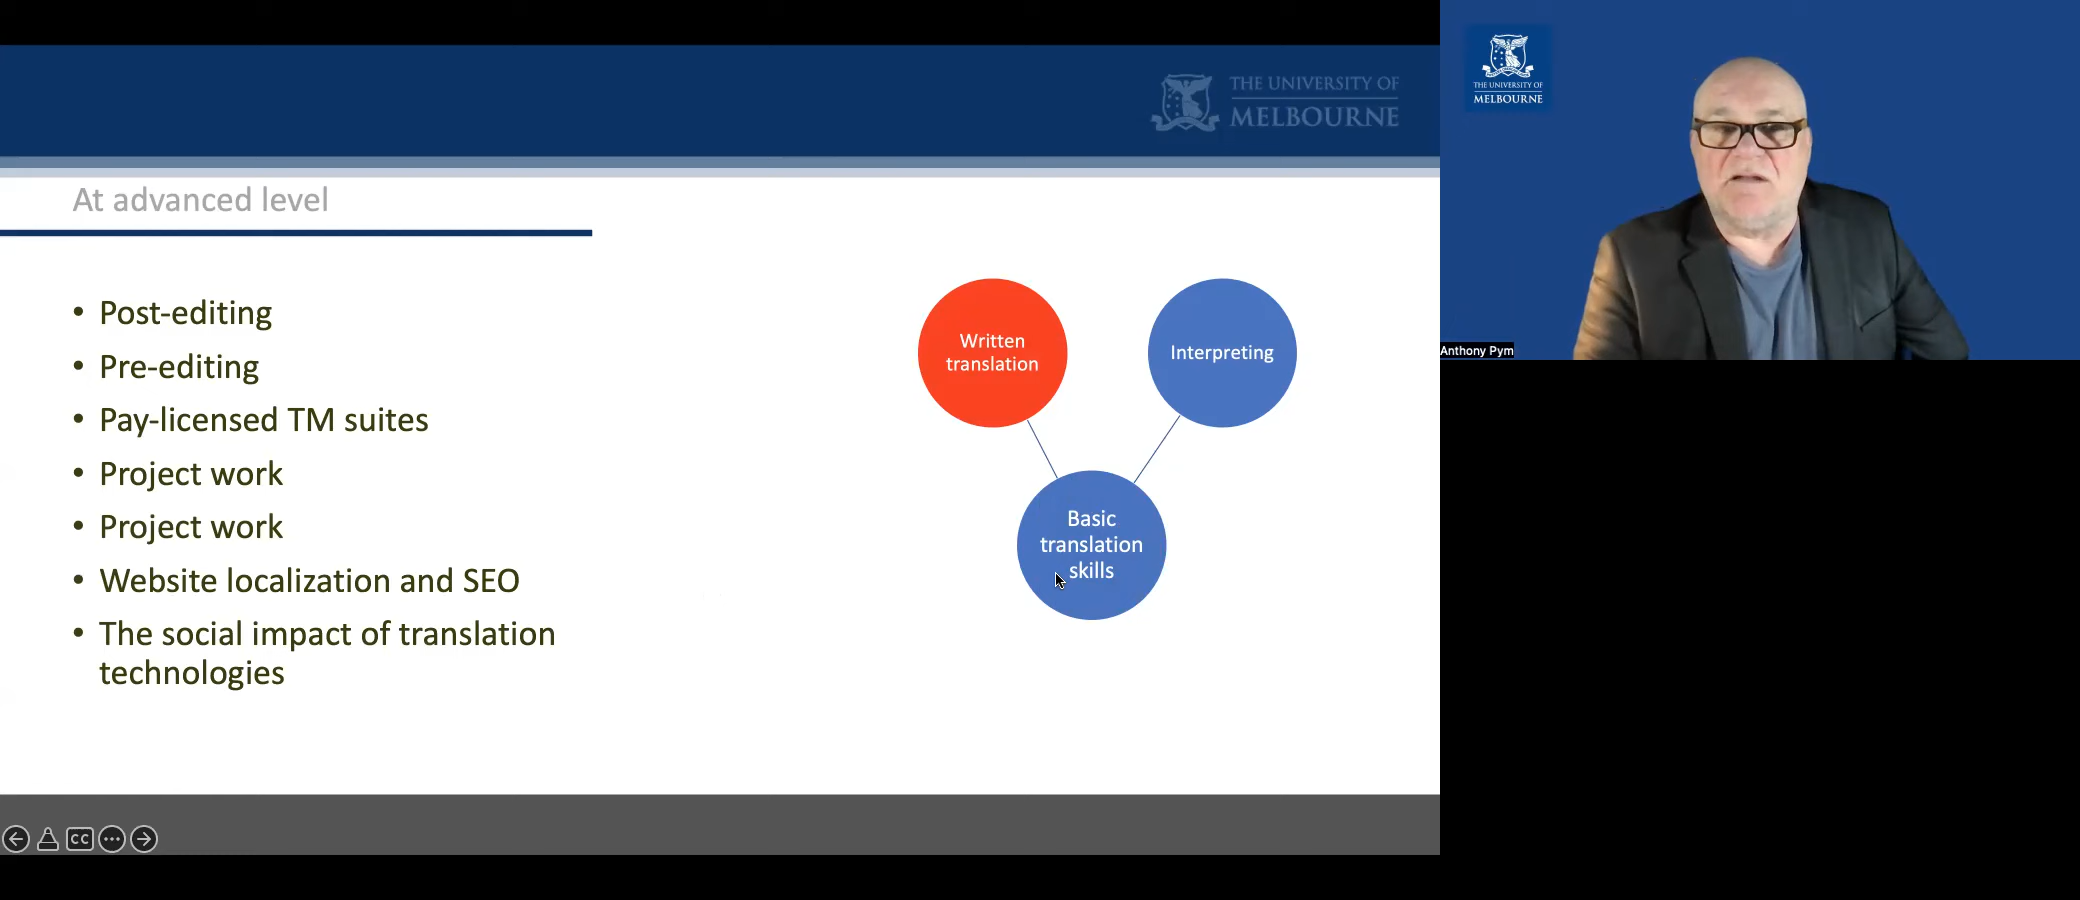 THE UNIVERSITY OF
MELBOURNE
At advanced level
• Post-editing
• Pre-editing
• Pay-licensed TM suites
• Project work
• Project work
• Website localization and SEO
• The social impact of translation
technologies
Written
translation
Interpreting
Basic
translation
skills
CC
THE UNIVERSITY OF
MELBOURNE
Anthony Pym